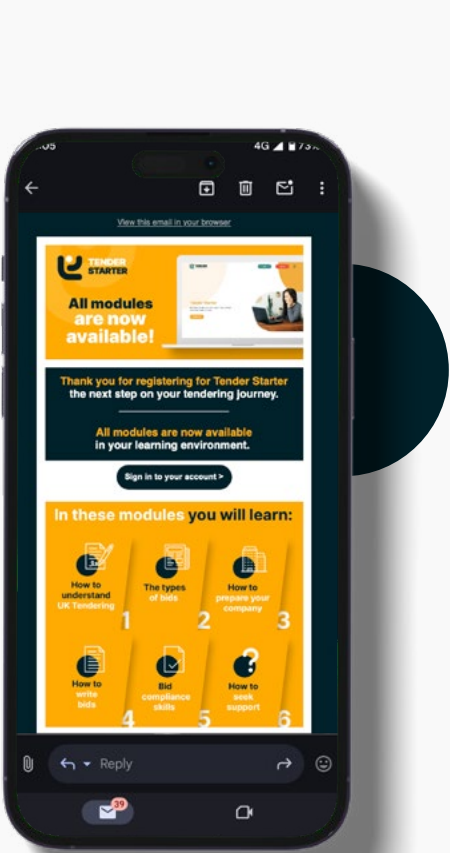 :05
4G
73%
View this email in your browser
TENDER
STARTER
All modules
are now
available!
Thank you for registering for Tender Starter
the next step on your tendering journey.
All modules are now available
in your learning environment.
Sign in to your account >
In these modules you will learn:
How to
understand
UK Tendering
1
The types
of bids
2
How to
prepare your
company
3
How to
write
bids
4
Bid
compliance
skills
5
How to
seek
support
6
Reply
39